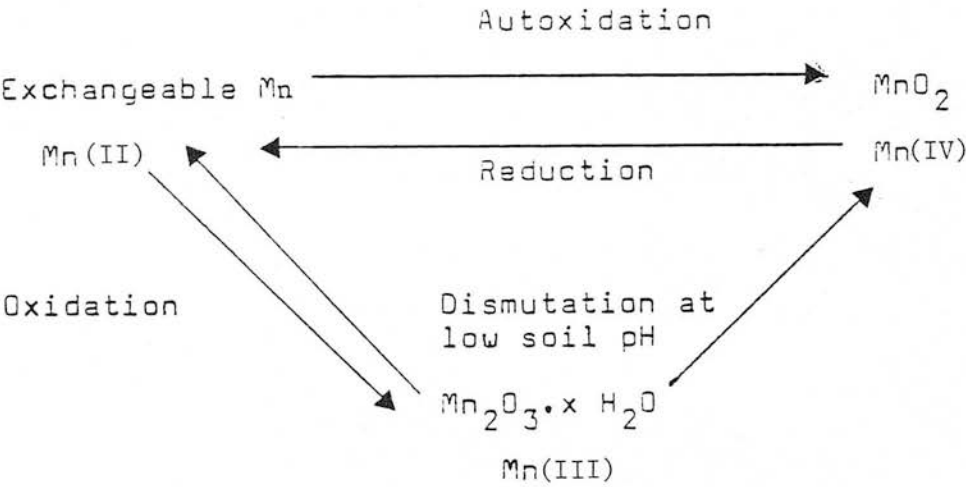 Autoxidation
Exchangeable Mn
MnO₂
Mn(II)
Mn(IV)
Reduction
Oxidation
Dismutation at
low soil pH
Mn₂O₃.x H₂O
Mn(III)